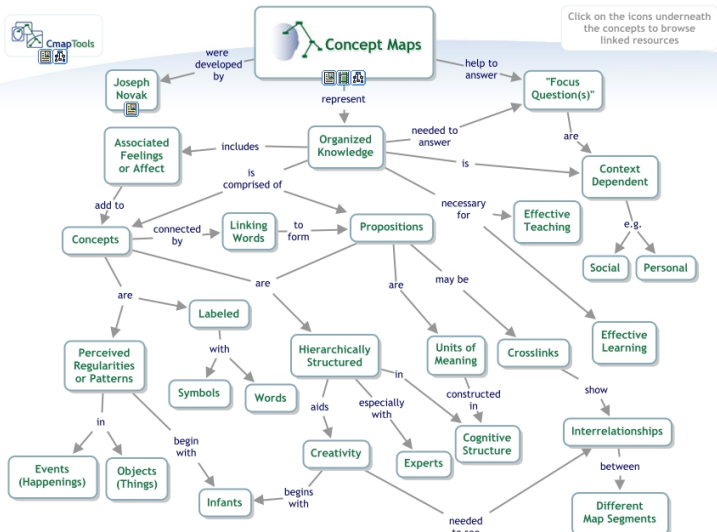 CmapTools
Concept Maps
Click on the icons underneath
the concepts to browse
linked resources
were
developed
by
help to
answer
Joseph
Novak
represent
"Focus
Question(s)"
Associated
Feelings
or Affect
includes
Organized
Knowledge
needed to
answer
are
is
Context
Dependent
is
comprised of
add to
necessary
for
Concepts
connected
by
Linking
Words
to
form
Propositions
Effective
Teaching
e.g.
Social
Personal
are
are
are
may be
Labeled
with
Symbols
Words
Perceived
Regularities
or Patterns
Hierarchically
Structured
in
Units of
Meaning
Crosslinks
Effective
Learning
aids
especially
with
constructed
in
show
in
begin
with
Creativity
Experts
Cognitive
Structure
Interrelationships
Events
(Happenings)
Objects
(Things)
Infants
begins
with
between
needed
to see
Different
Map Segments